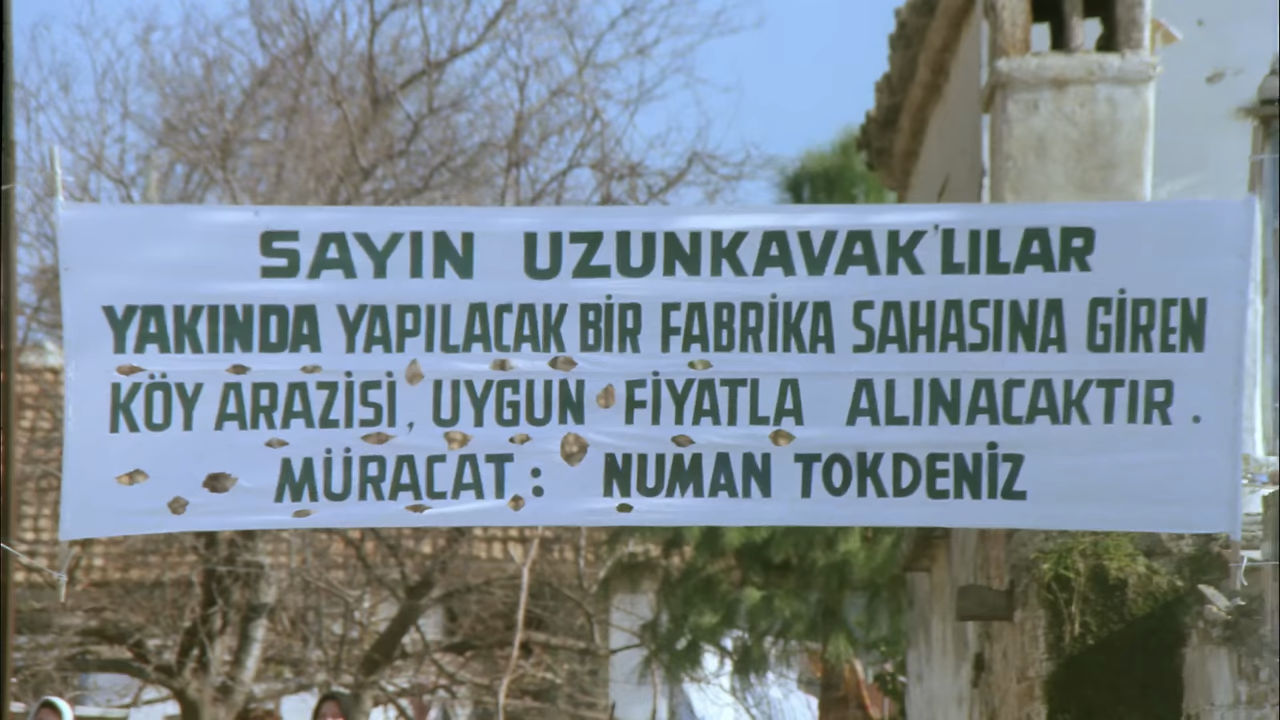 SAYIN UZUNKAVAK'LILAR
YAKINDA YAPILACAK BİR FABRİKA SAHASINA GİREN
KÖY ARAZİSİ, UYGUN FİYATLA ALINACAKTIR.
MÜRACAT: NUMAN TOKDENİZ